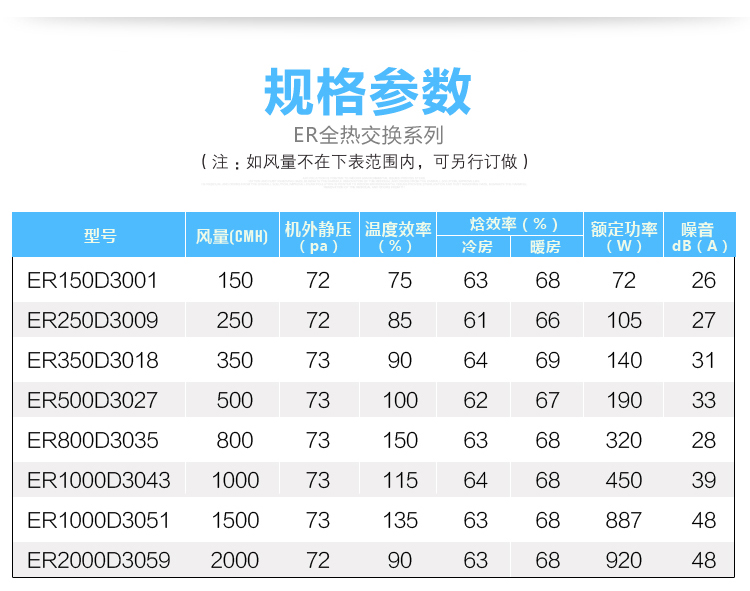 规格参数
ER全热交换系列
(注:如风量不在下表范围内,可另行订做)
型号 风量(CMH) 机外静压(pa) 温度效率(%) 焓效率(%) 冷房 暖房 额定功率(W) 噪音dB(A)
ER150D3001 150 72 75 63 68 72 26
ER250D3009 250 72 85 61 66 105 27
ER350D3018 350 73 90 64 69 140 31
ER500D3027 500 73 100 62 67 190 33
ER800D3035 800 73 150 63 68 320 28
ER1000D3043 1000 73 115 64 68 450 39
ER1000D3051 1500 73 135 63 68 887 48
ER2000D3059 2000 72 90 63 68 920 48